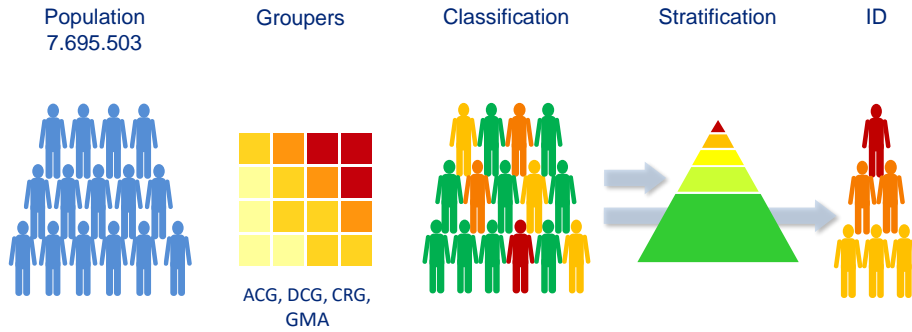 Population
7.695.503
Groupers
Classification
Stratification
ID
ACG, DCG, CRG,
GMA